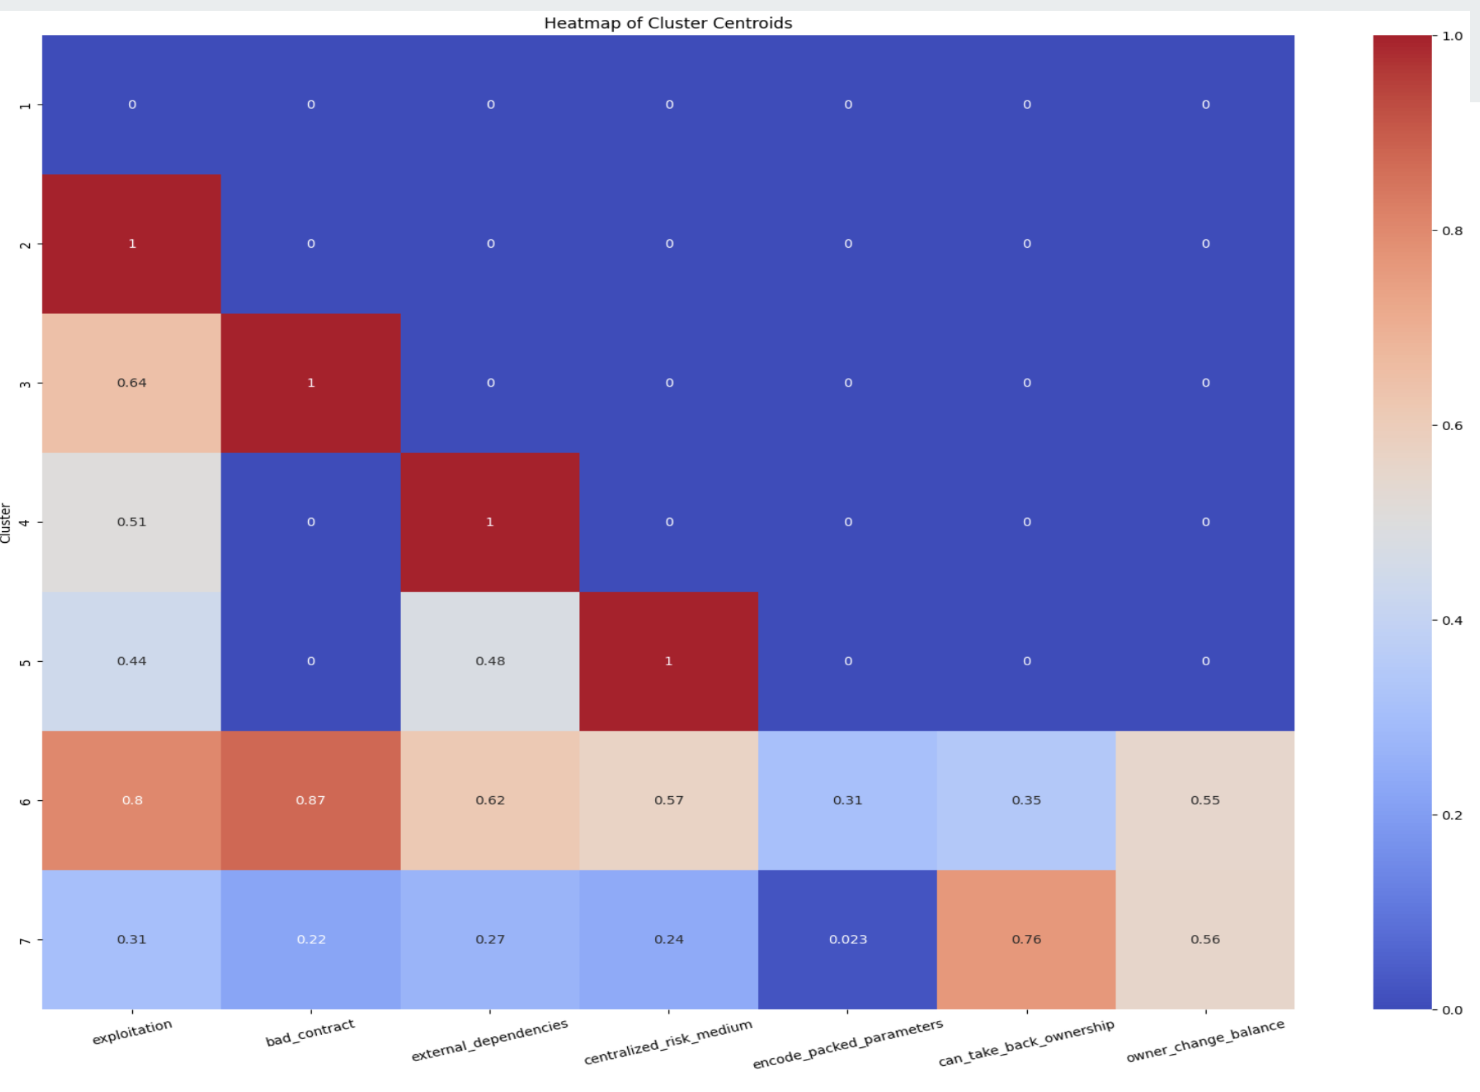 Heatmap of Cluster Centroids
1 0 0 0 0 0 0 0
2 1 0 0 0 0 0 0
3 0.64 1 0 0 0 0 0
4 0.51 0 1 0 0 0 0
5 0.44 0 0.48 1 0 0 0
6 0.8 0.87 0.62 0.57 0.31 0.35 0.55
7 0.31 0.22 0.27 0.24 0.023 0.76 0.56
Cluster
exploitation bad_contract external_dependencies centralized_risk_medium encode_packed_parameters can_take_back_ownership owner_change_balance
1.0
0.8
0.6
0.4
0.2
0.0